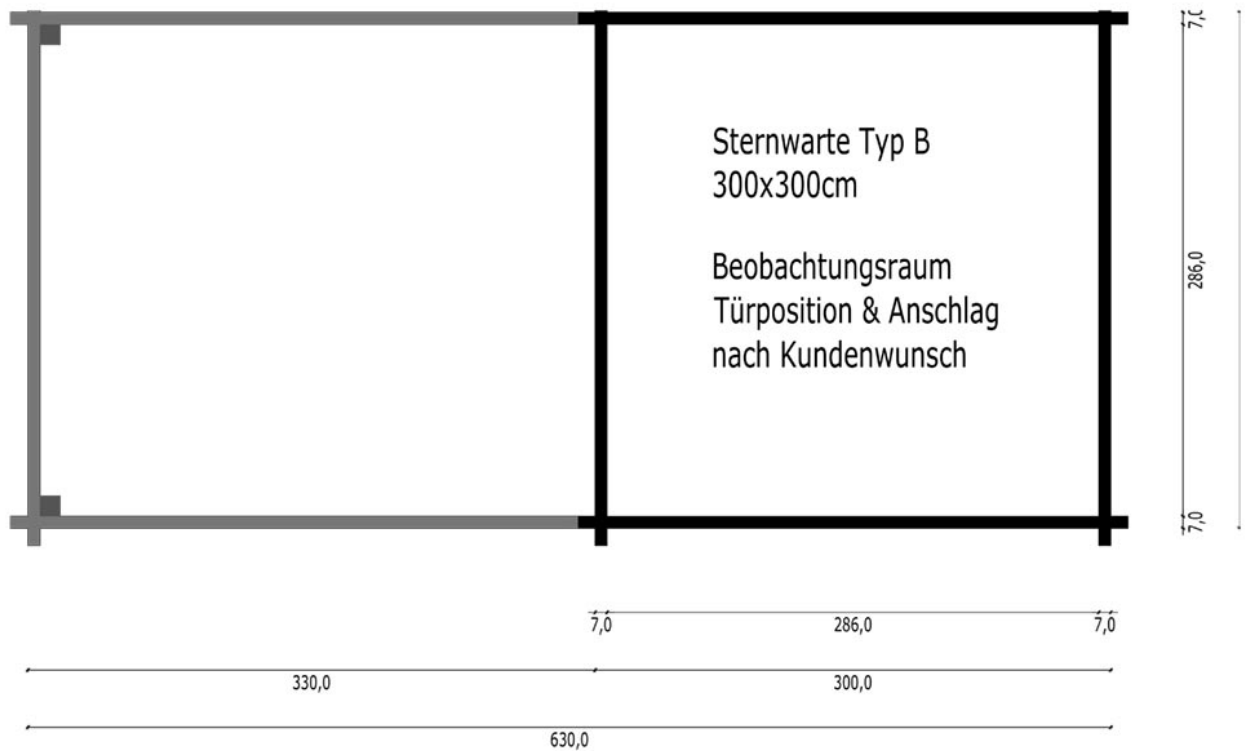 Sternwarte Typ B
300x300cm
Beobachtungsraum
Türposition & Anschlag
nach Kundenwunsch
7,0
286,0
7,0
7,0
286,0
7,0
330,0
300,0
630,0